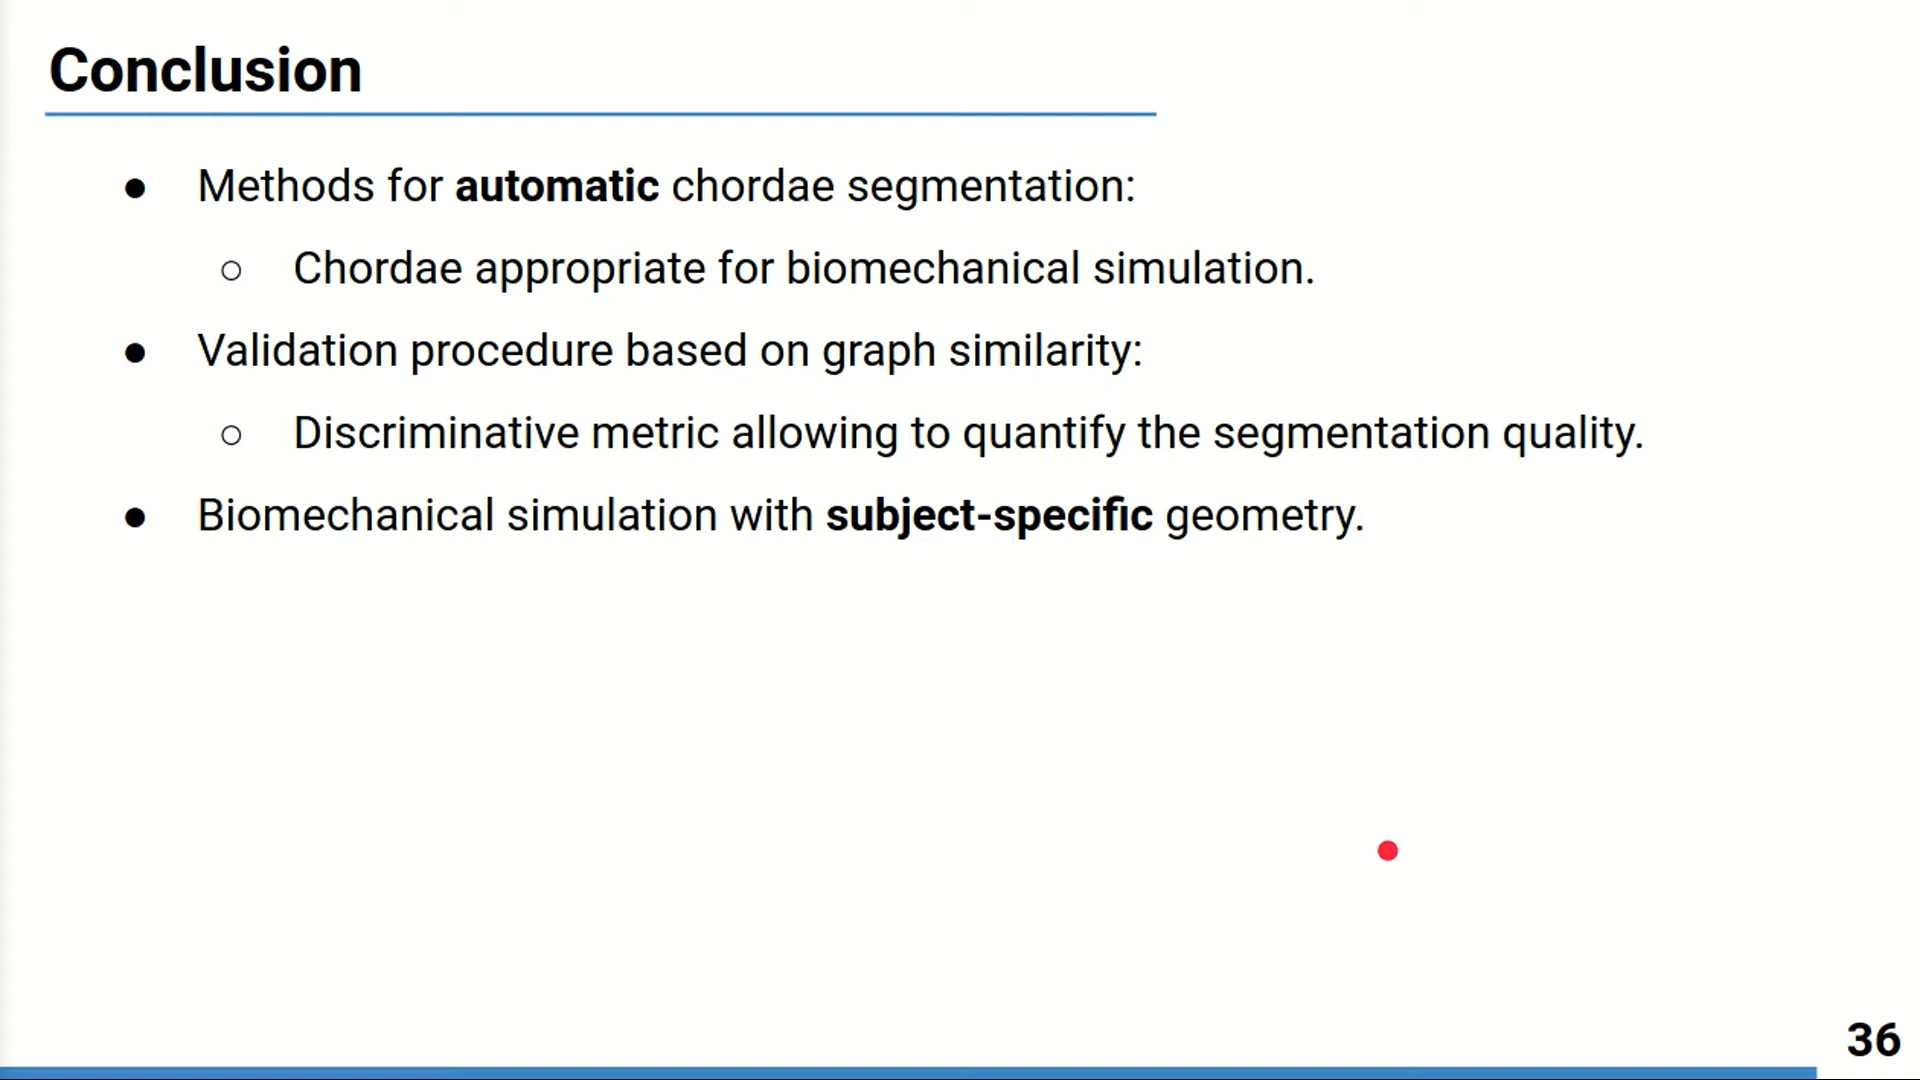 Conclusion
● Methods for automatic chordae segmentation:
○ Chordae appropriate for biomechanical simulation.
● Validation procedure based on graph similarity:
○ Discriminative metric allowing to quantify the segmentation quality.
● Biomechanical simulation with subject-specific geometry.
36